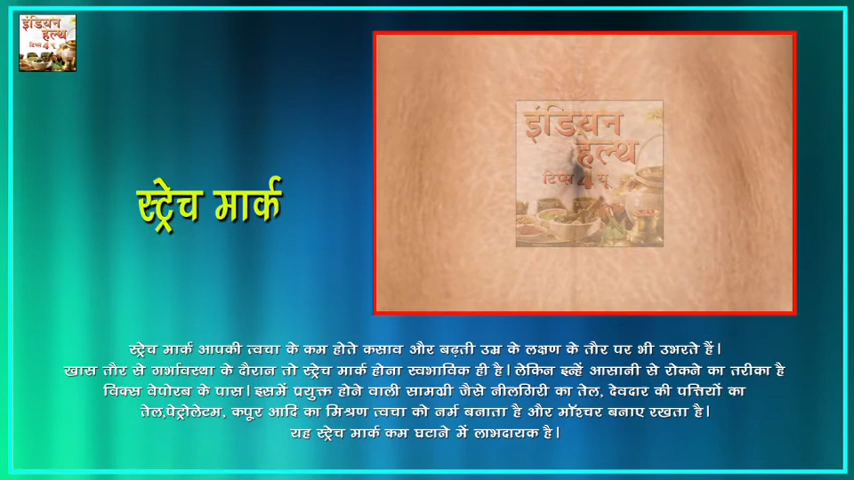 इंडियन
हेल्थ
टिप्स 4 यू
इंडियन
हेल्थ
टिप्स 4 यू
स्ट्रेच मार्क
स्ट्रेच मार्क आपकी त्वचा के कम होते कसाव और बढ़ती उम्र के लक्षण के तौर पर भी उभरते हैं।
खास तौर से गर्भावस्था के दौरान तो स्ट्रेच मार्क होना स्वभाविक ही है। लेकिन इन्हें आसानी से रोकने का तरीका है
विक्स वेपोरब के पास। इसमें प्रयुक्त होने वाली सामग्री जैसे नीलगिरी का तेल, देवदार की पत्तियों का
तेल,पेट्रोलेटम, कपूर आदि का मिश्रण त्वचा को नर्म बनाता है और मॉश्चर बनाए रखता है।
यह स्ट्रेच मार्क कम घटाने में लाभदायक है।